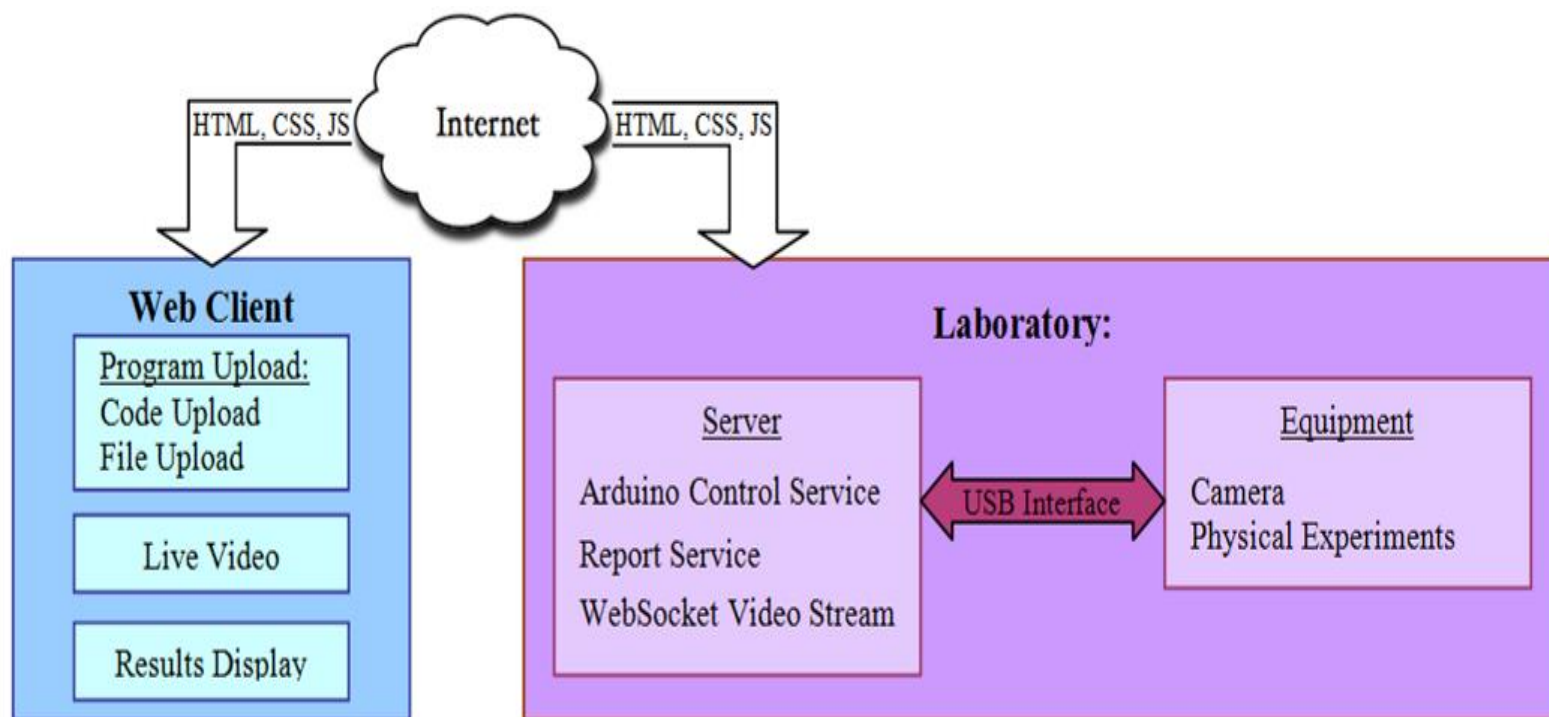 HTML, CSS, JS
Internet
HTML, CSS, JS
Web Client
Program Upload:
Code Upload
File Upload
Live Video
Results Display
Laboratory:
Server
Arduino Control Service
Report Service
WebSocket Video Stream
USB Interface
Equipment
Camera
Physical Experiments